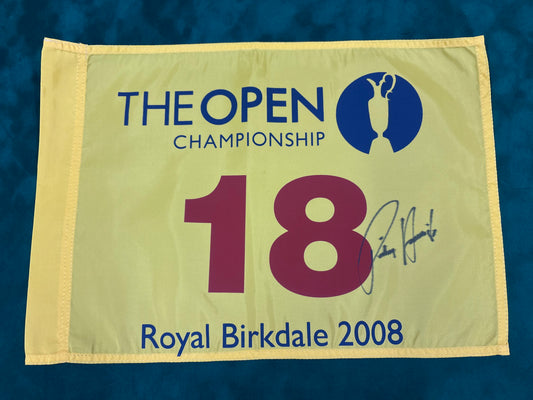 THE OPEN
CHAMPIONSHIP
18
Royal Birkdale 2008